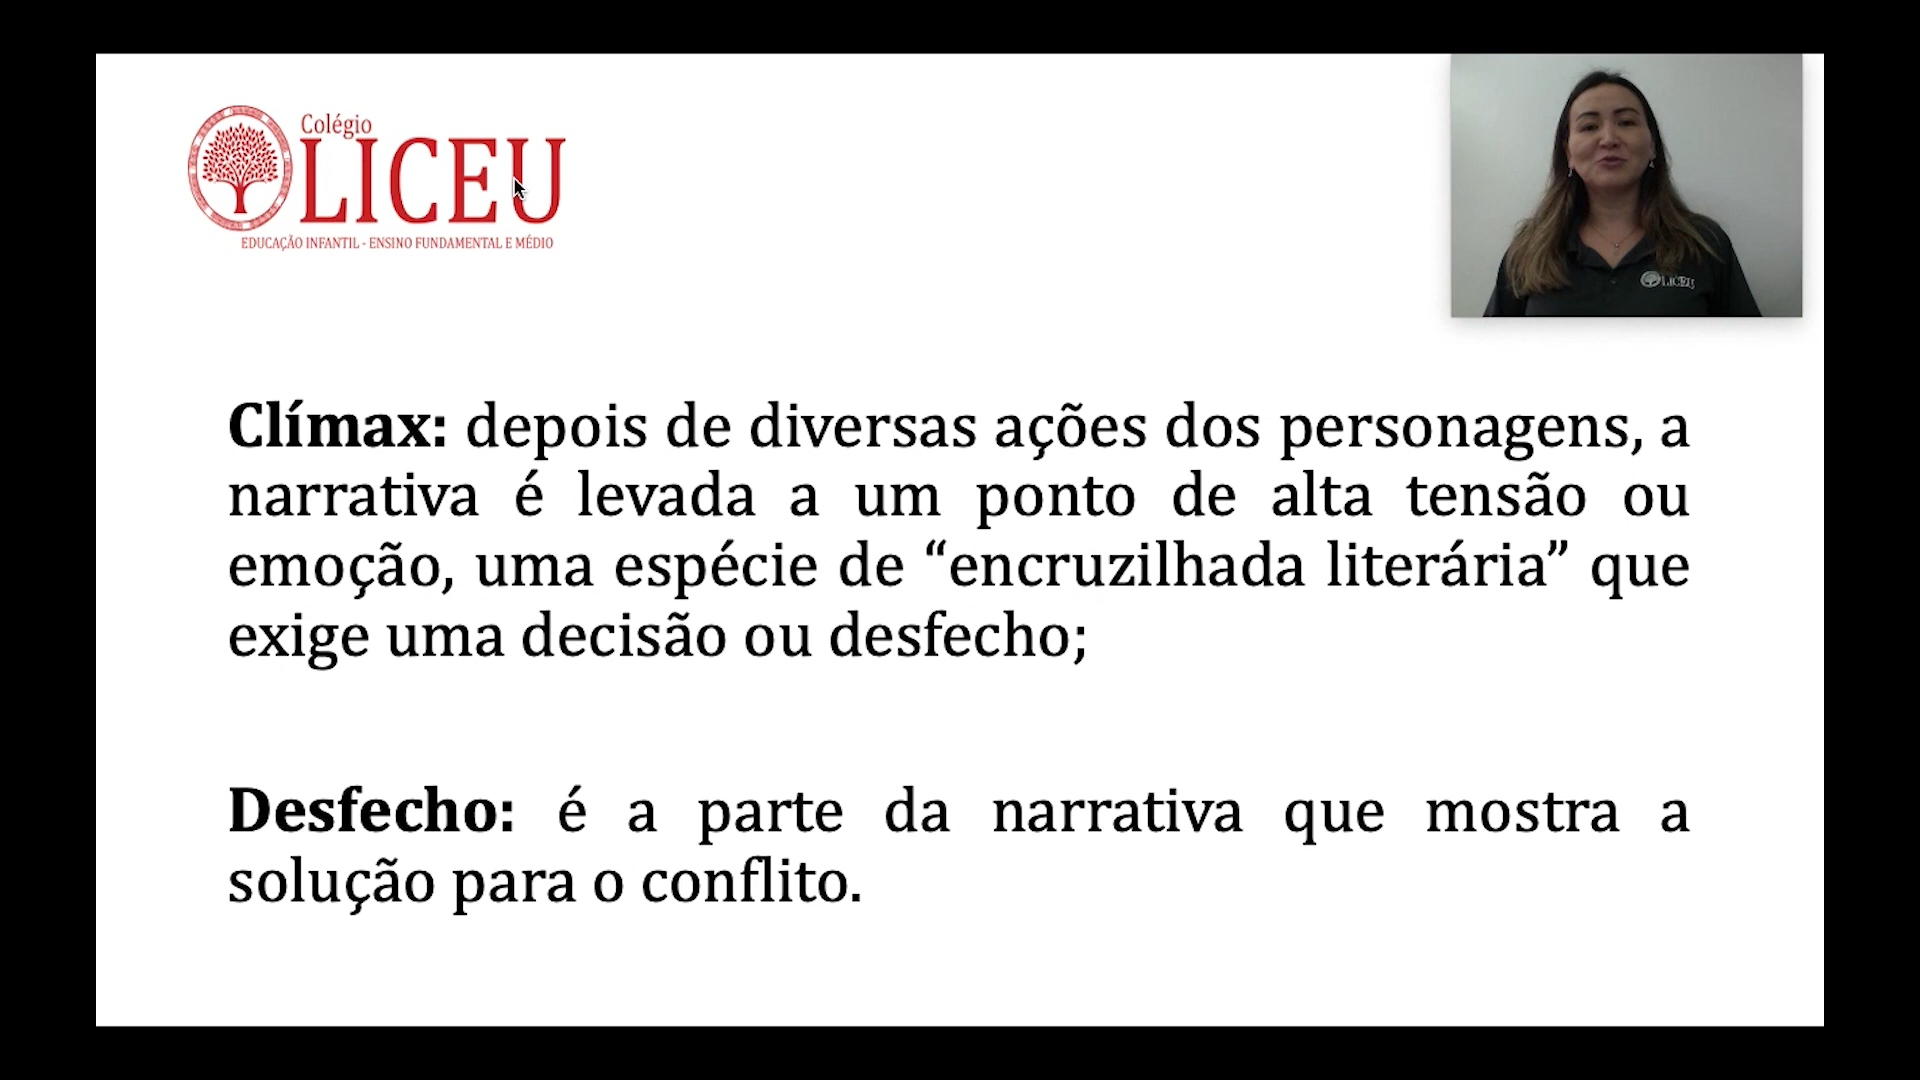 Colégio
LICEU
EDUCAÇÃO INFANTIL - ENSINO FUNDAMENTAL E MÉDIO
LICEU
Clímax: depois de diversas ações dos personagens, a
narrativa é levada a um ponto de alta tensão ou
emoção, uma espécie de “encruzilhada literária” que
exige uma decisão ou desfecho;
Desfecho: é a parte da narrativa que mostra a
solução para o conflito.